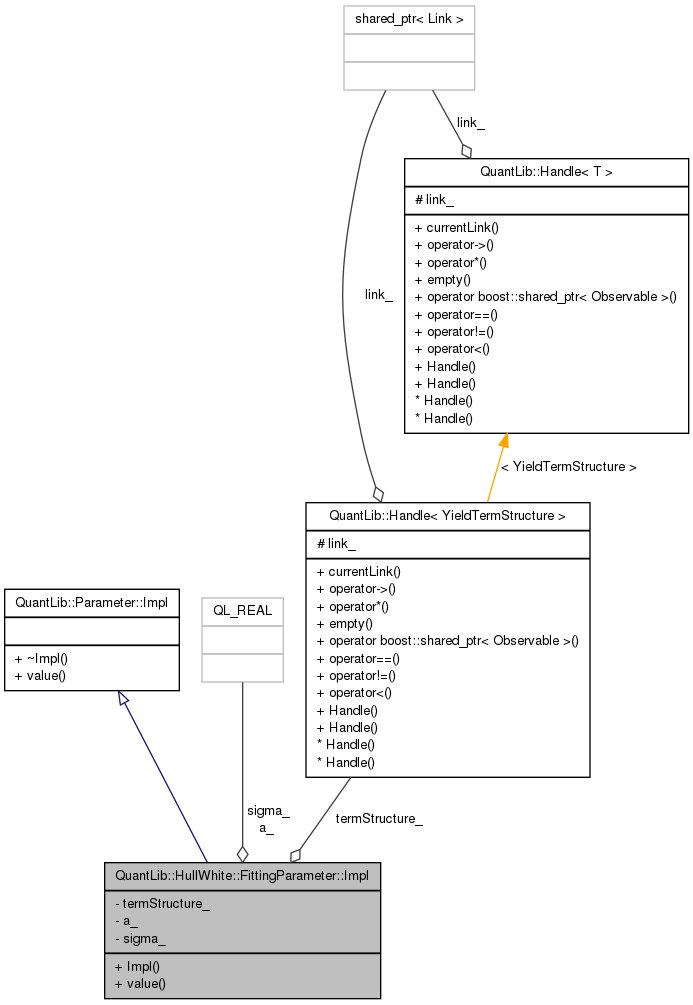 shared_ptr< Link >
link_
QuantLib::Handle< T >
# link_
+ currentLink()
+ operator->()
+ operator*()
+ empty()
+ operator boost::shared_ptr< Observable >()
+ operator==()
+ operator!=()
+ operator<()
+ Handle()
+ Handle()
* Handle()
* Handle()
link_
< YieldTermStructure >
QuantLib::Handle< YieldTermStructure >
# link_
+ currentLink()
+ operator->()
+ operator*()
+ empty()
+ operator boost::shared_ptr< Observable >()
+ operator==()
+ operator!=()
+ operator<()
+ Handle()
+ Handle()
* Handle()
* Handle()
QuantLib::Parameter::Impl
+ ~Impl()
+ value()
QL_REAL
sigma_
a_
termStructure_
QuantLib::HullWhite::FittingParameter::Impl
- termStructure_
- a_
- sigma_
+ Impl()
+ value()